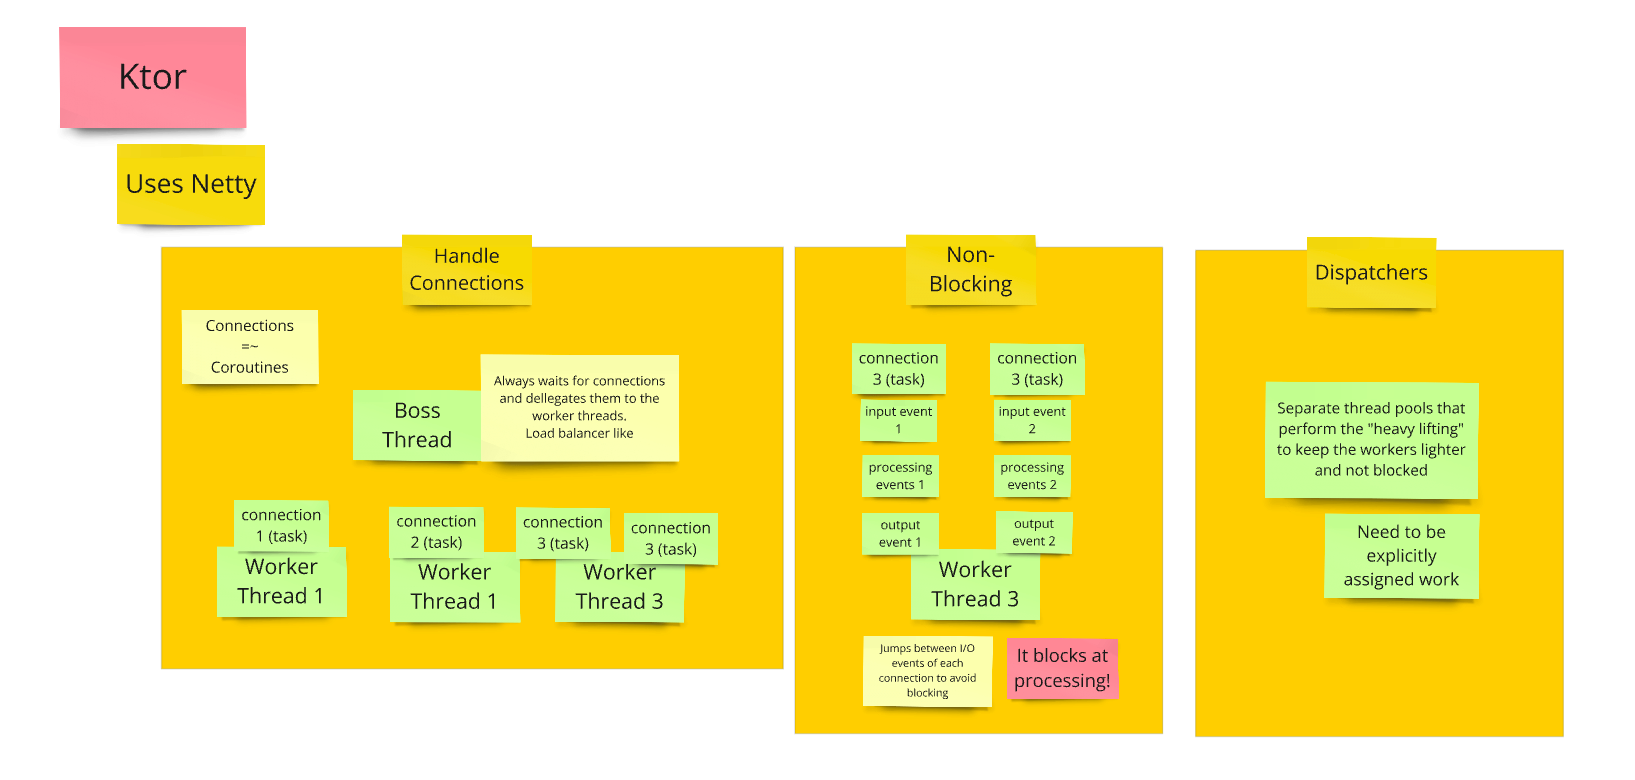 Ktor
Uses Netty
Handle
Connections
Connections
=~
Coroutines
Boss
Thread
Always waits for connections
and dellegates them to the
worker threads.
Load balancer like
connection
1 (task)
Worker
Thread 1
connection
2 (task)
Worker
Thread 1
connection
3 (task)
connection
3 (task)
Worker
Thread 3
Non-
Blocking
connection
3 (task)
input event
1
processing
events 1
output
event 1
connection
3 (task)
input event
2
processing
events 2
output
event 2
Worker
Thread 3
Jumps between I/O
events of each
connection to avoid
blocking
It blocks at
processing!
Dispatchers
Separate thread pools that
perform the "heavy lifting"
to keep the workers lighter
and not blocked
Need to be
explicitly
assigned work